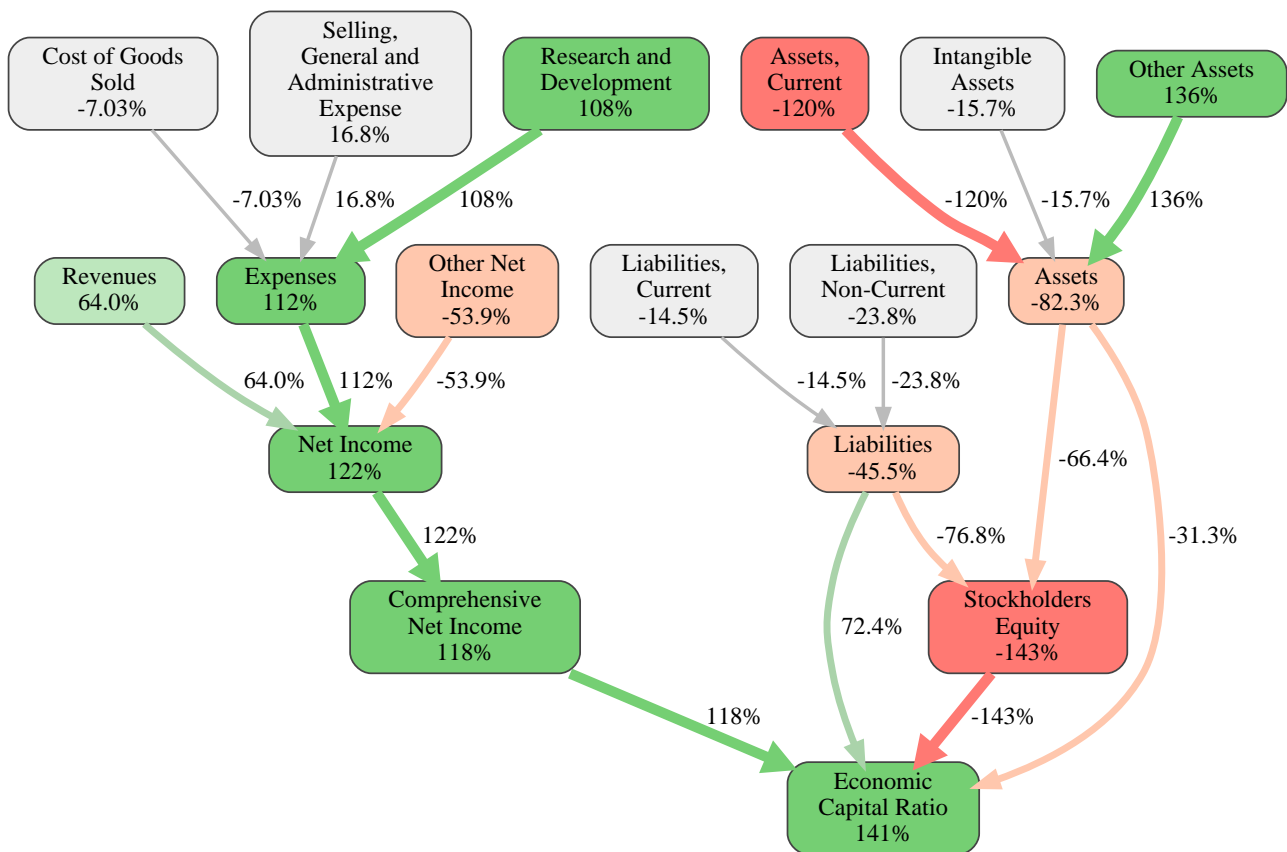 Cost of Goods
Sold
-7.03%
Selling,
General and
Administrative
Expense
16.8%
Research and
Development
108%
Assets,
Current
-120%
Intangible
Assets
-15.7%
Other Assets
136%
-7.03%
16.8%
108%
-120%
-15.7%
136%
Revenues
64.0%
Expenses
112%
Other Net
Income
-53.9%
Liabilities,
Current
-14.5%
Liabilities,
Non-Current
-23.8%
Assets
-82.3%
64.0%
112%
-53.9%
-14.5%
-23.8%
Net Income
122%
Liabilities
-45.5%
-66.4%
122%
-76.8%
-31.3%
Comprehensive
Net Income
118%
72.4%
Stockholders
Equity
-143%
118%
-143%
Economic
Capital Ratio
141%